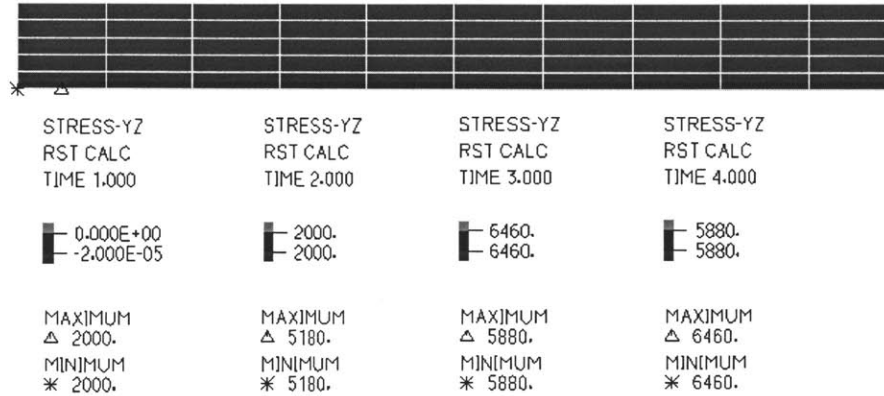 STRESS-YZ STRESS-YZ STRESS-YZ STRESS-YZ
RST CALC RST CALC RST CALC RST CALC
TIME 1.000 TIME 2.000 TIME 3.000 TIME 4.000
0.000E+00 2000. 6460. 5880.
-2.000E-05 2000. 6460. 5880.
MAXIMUM MAXIMUM MAXIMUM MAXIMUM
△ 2000. △ 5180. △ 5880. △ 6460.
MINIMUM MINIMUM MINIMUM MINIMUM
* 2000. * 5180. * 5880. * 6460.